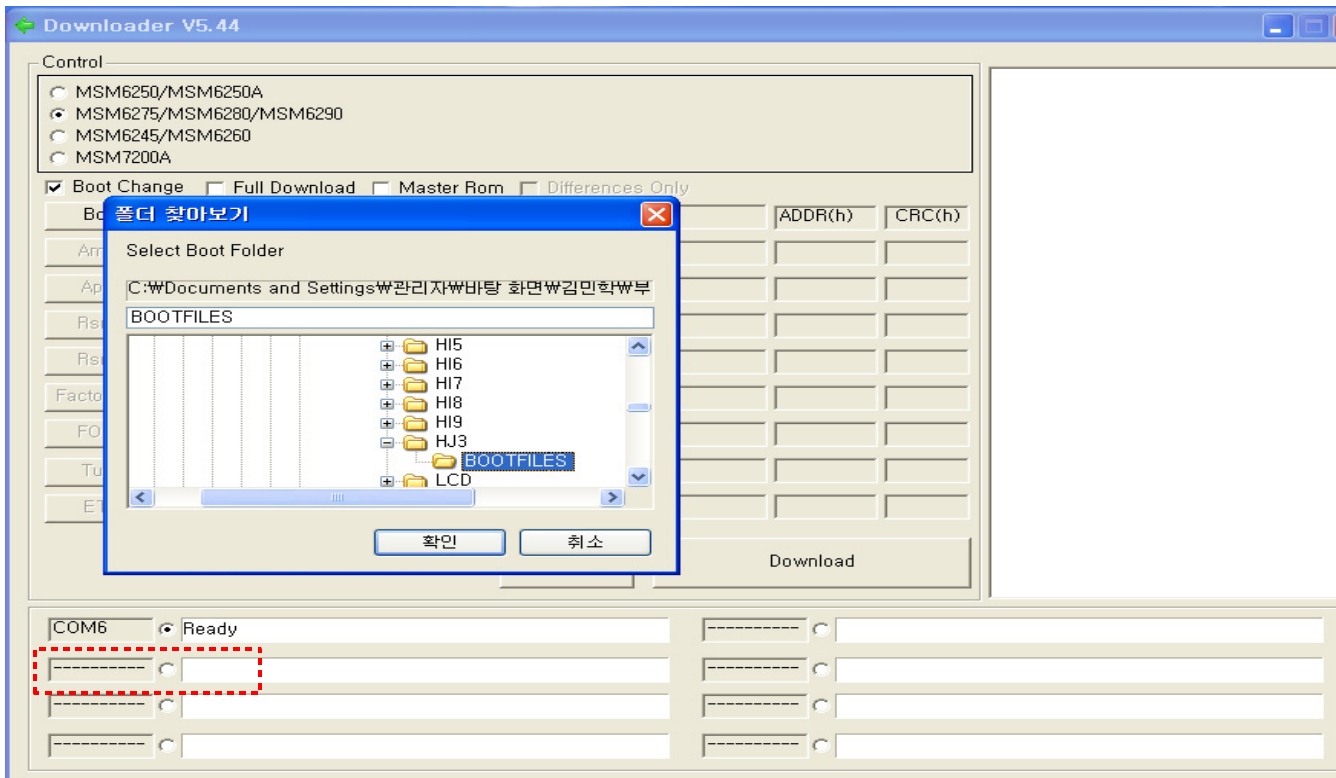 Downloader V5.44
Control
MSM6250/MSM6250A
MSM6275/MSM6280/MSM6290
MSM6245/MSM6260
MSM7200A
Boot Change Full Download Master Rom Differences Only
ADDR(h) CRC(h)
폴더 찾아보기
Select Boot Folder
C:₩Documents and Settings₩관리자₩바탕 화면₩김민학₩부
BOOTFILES
HI5
HI6
HI7
HI8
HI9
HJ3
BOOTFILES
LCD
확인 취소
Download
COM6 Ready
---------- ----------
---------- ----------
---------- ----------
----------